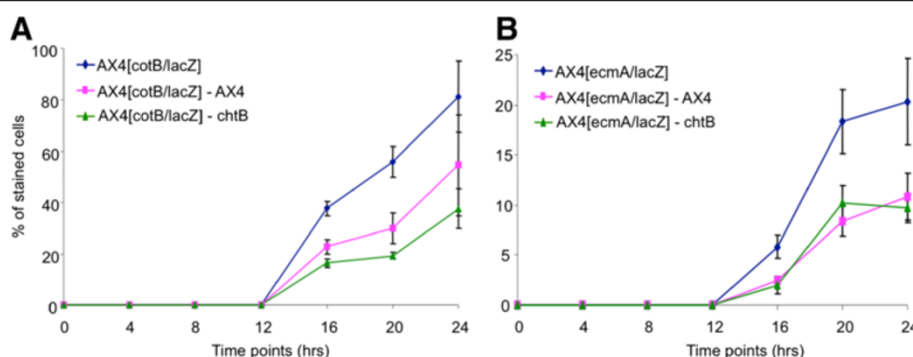 A
100
80
60
40
20
0
% of stained cells
AX4[cotB/lacZ]
AX4[cotB/lacZ] - AX4
AX4[cotB/lacZ] - chtB
0 4 8 12 16 20 24
Time points (hrs)
B
25
20
15
10
5
0
AX4[ecmA/lacZ]
AX4[ecmA/lacZ] - AX4
AX4[ecmA/lacZ] - chtB
0 4 8 12 16 20 24
Time points (hrs)